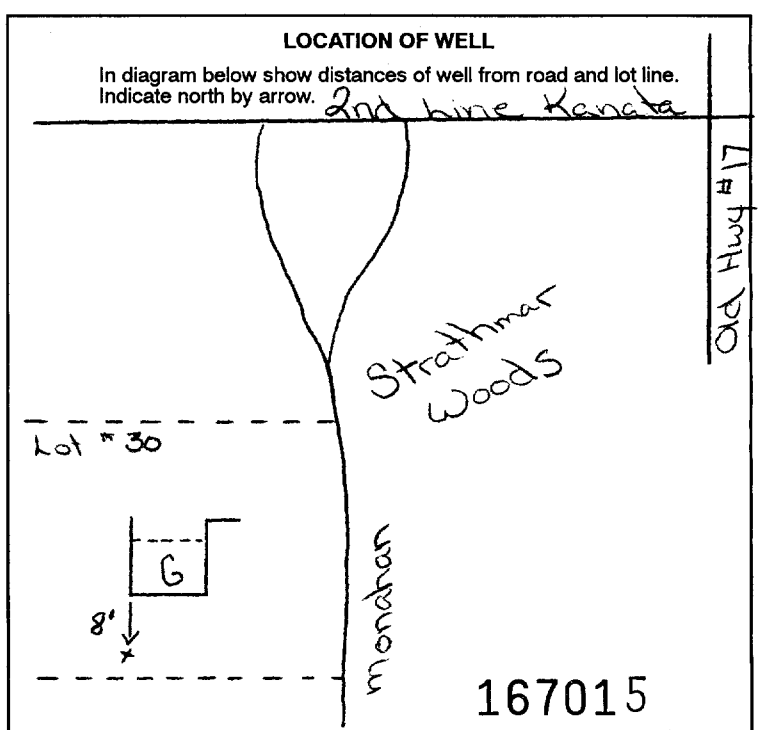 LOCATION OF WELL
In diagram below show distances of well from road and lot line.
Indicate north by arrow.
2nd Line Kanata
Old Hwy #17
Strathmar
Woods
Lot # 30
G
8'
x
monahan
167015